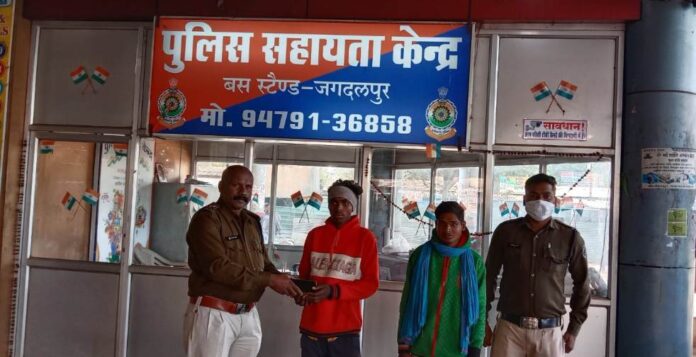 पुलिस सहायता केन्द्र
बस स्टैण्ड-जगदलपुर
मो. 94791-36858
सावधान!